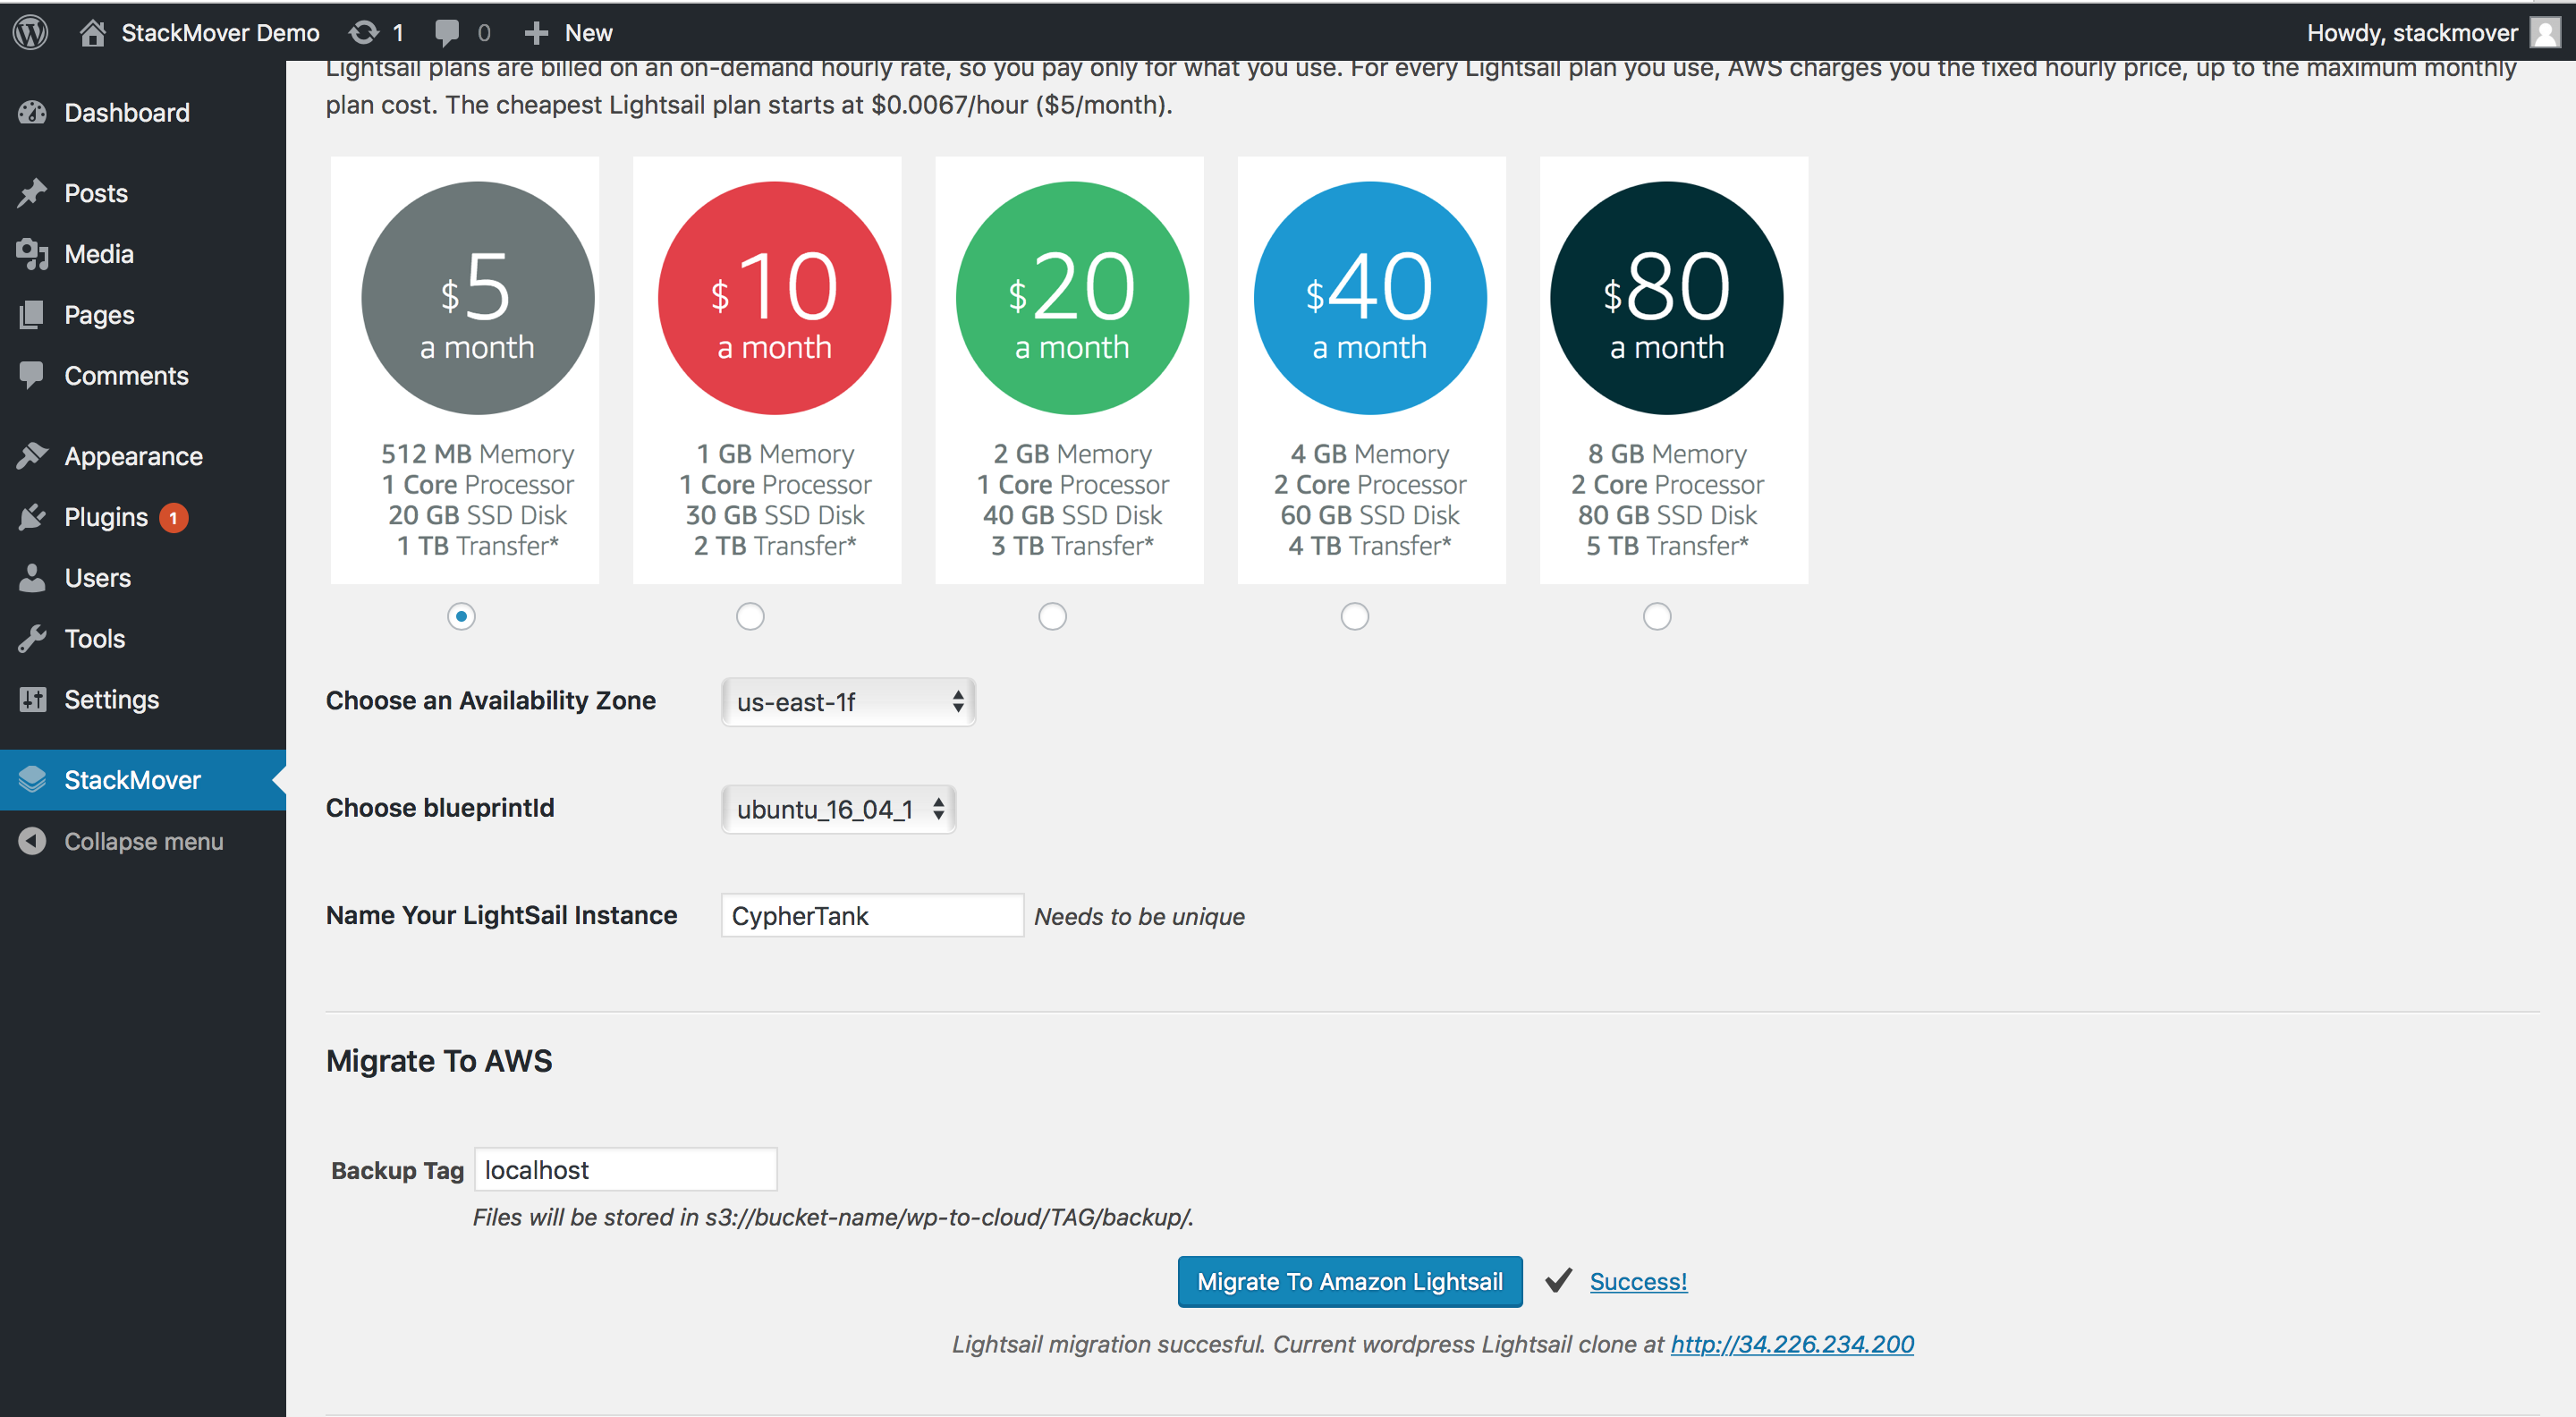 StackMover Demo 1 0 New Howdy, stackmover
Dashboard
Posts
Media
Pages
Comments
Appearance
Plugins 1
Users
Tools
Settings
StackMover
Collapse menu
Lightsail plans are billed on an on-demand hourly rate, so you pay only for what you use. For every Lightsail plan you use, AWS charges you the fixed hourly price, up to the maximum monthly
plan cost. The cheapest Lightsail plan starts at $0.0067/hour ($5/month).
$5
a month
512 MB Memory
1 Core Processor
20 GB SSD Disk
1 TB Transfer*
$10
a month
1 GB Memory
1 Core Processor
30 GB SSD Disk
2 TB Transfer*
$20
a month
2 GB Memory
1 Core Processor
40 GB SSD Disk
3 TB Transfer*
$40
a month
4 GB Memory
2 Core Processor
60 GB SSD Disk
4 TB Transfer*
$80
a month
8 GB Memory
2 Core Processor
80 GB SSD Disk
5 TB Transfer*
Choose an Availability Zone us-east-1f
Choose blueprintId ubuntu_16_04_1
Name Your LightSail Instance CypherTank Needs to be unique
Migrate To AWS
Backup Tag localhost
Files will be stored in s3://bucket-name/wp-to-cloud/TAG/backup/.
Migrate To Amazon Lightsail Success!
Lightsail migration succesful. Current wordpress Lightsail clone at http://34.226.234.200